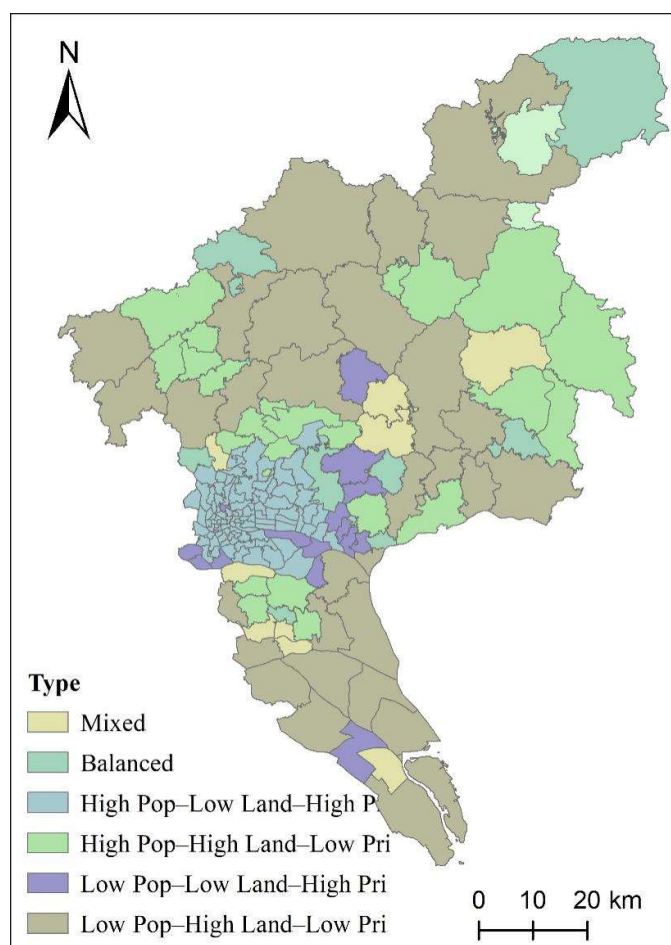 N
Type
Mixed
Balanced
High Pop–Low Land–High Pri
High Pop–High Land–Low Pri
Low Pop–Low Land–High Pri
Low Pop–High Land–Low Pri
0 10 20 km